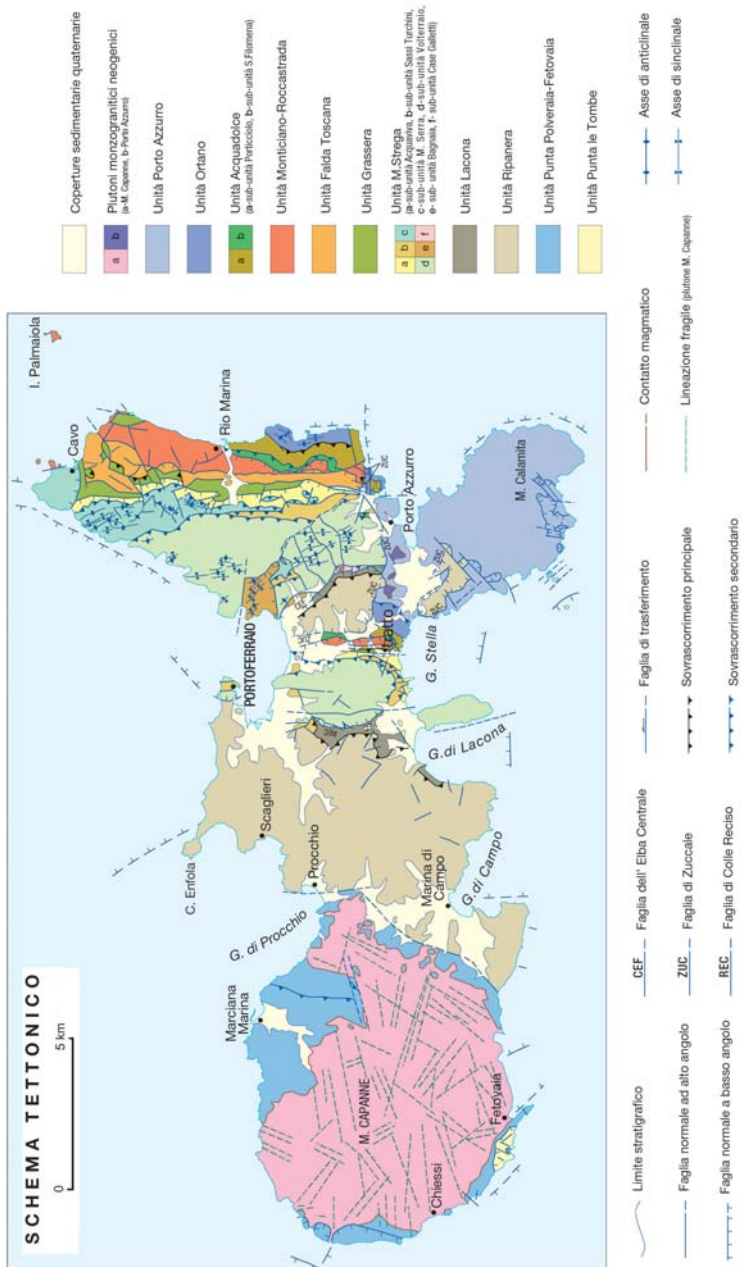 SCHEMA TETTONICO
0
5 km
I. Palmaiola
Cavo
Rio Marina
C. Enfola
PORTOFERRAIO
Scaglieri
Procchio
G. di Procchio
Marciana
Marina
M. CAPANNE
Chiessi
Fetovaia
Marina di
Campo
G. di Campo
G. di Lacona
G. Stella
Porto Azzurro
M. Calamita
REC
ZUC
ZUC
ZUC
ZUC
Coperture sedimentarie quaternarie
a b Plutoni monzogranitici neogenici
(a-M. Capanne, b-Porto Azzurro)
Unità Porto Azzurro
Unità Ortano
a b Unità Acquadolce
(a-sub-unità Porticciolo, b-sub-unità S.Filomena)
Unità Monticiano-Roccastrada
Unità Falda Toscana
Unità Grassera
a b c d e f Unità M.Strega
(a-sub-unità Acquaviva, b-sub-unità Sassi Turchini,
c-sub-unità M. Serra, d-sub-unità Volterraio,
e- sub-unità Bagnaia, f- sub-unità Case Galletti)
Unità Lacona
Unità Ripanera
Unità Punta Polveraia-Fetovaia
Unità Punta le Tombe
Limite stratigrafico
Faglia normale ad alto angolo
Faglia normale a basso angolo
CEF Faglia dell' Elba Centrale
ZUC Faglia di Zuccale
REC Faglia di Colle Reciso
Faglia di trasferimento
Sovrascorrimento principale
Sovrascorrimento secondario
Contatto magmatico
Lineazione fragile (plutone M. Capanne)
Asse di anticlinale
Asse di sinclinale